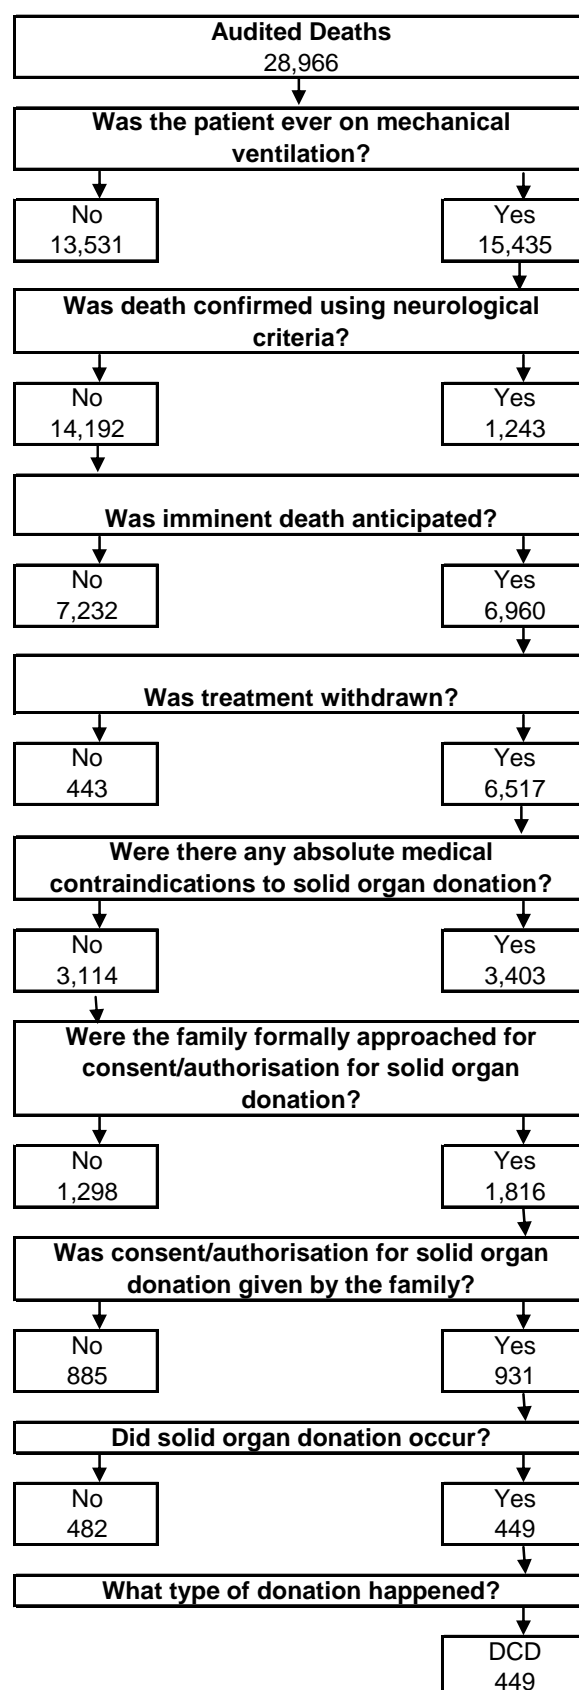 Audited Deaths
28,966
Was the patient ever on mechanical
ventilation?
No
13,531
Yes
15,435
Was death confirmed using neurological
criteria?
No
14,192
Yes
1,243
Was imminent death anticipated?
No
7,232
Yes
6,960
Was treatment withdrawn?
No
443
Yes
6,517
Were there any absolute medical
contraindications to solid organ donation?
No
3,114
Yes
3,403
Were the family formally approached for
consent/authorisation for solid organ
donation?
No
1,298
Yes
1,816
Was consent/authorisation for solid organ
donation given by the family?
No
885
Yes
931
Did solid organ donation occur?
No
482
Yes
449
What type of donation happened?
DCD
449